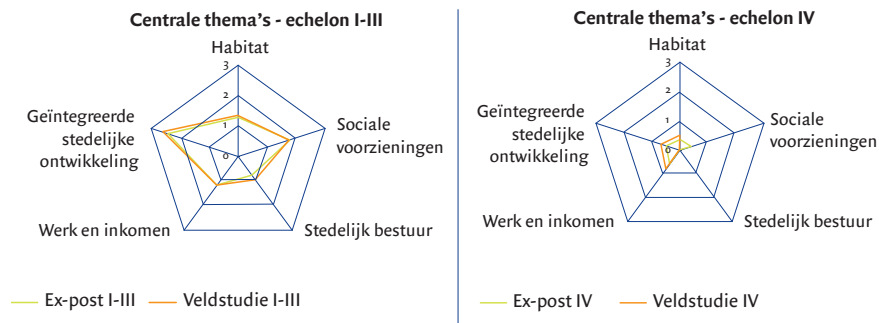 Centrale thema's - echelon I-III
Habitat
3
2
1
0
Geïntegreerde
stedelijke
ontwikkeling
Sociale
voorzieningen
Werk en inkomen
Stedelijk bestuur
Ex-post I-III
Veldstudie I-III
Centrale thema's - echelon IV
Habitat
3
2
1
0
Geïntegreerde
stedelijke
ontwikkeling
Sociale
voorzieningen
Werk en inkomen
Stedelijk bestuur
Ex-post IV
Veldstudie IV